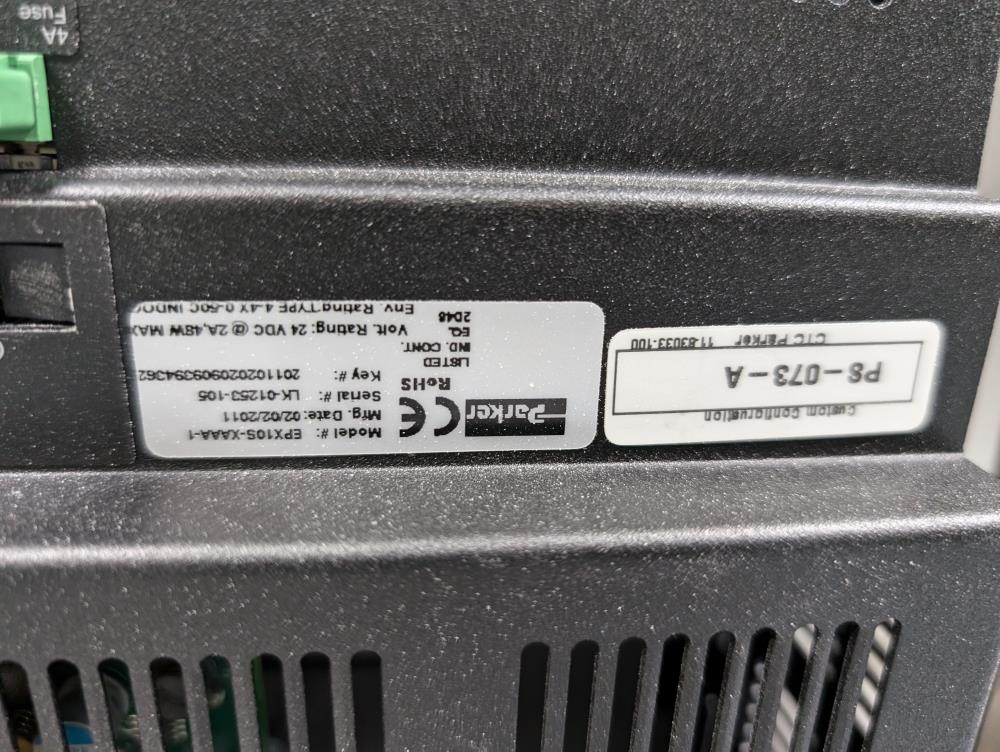 4A
Fuse
Custom Configuration
PS-073-A
CTC Parker 11-83033-100
Parker
CE
RoHS
LISTED
IND. CONT.
EQ.
2D48
Model #: EPX10S-XAAA-1
Mfg. Date: 02/02/2011
Serial #: LK-01253-105
Key #: 2011020209094362
Volt. Rating: 24 VDC @ 2A,48W MAX
Env. Rating TYPE 4-4X 0-50C INDO